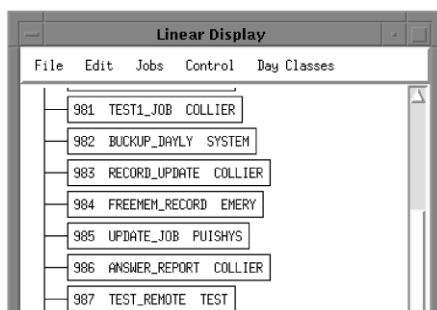 Linear Display
File Edit Jobs Control Day Classes
981 TEST1_JOB COLLIER
982 BUCKUP_DAYLY SYSTEM
983 RECORD_UPDATE COLLIER
984 FREEMEM_RECORD EMERY
985 UPDATE_JOB PUISHYS
986 ANSWER_REPORT COLLIER
987 TEST_REMOTE TEST